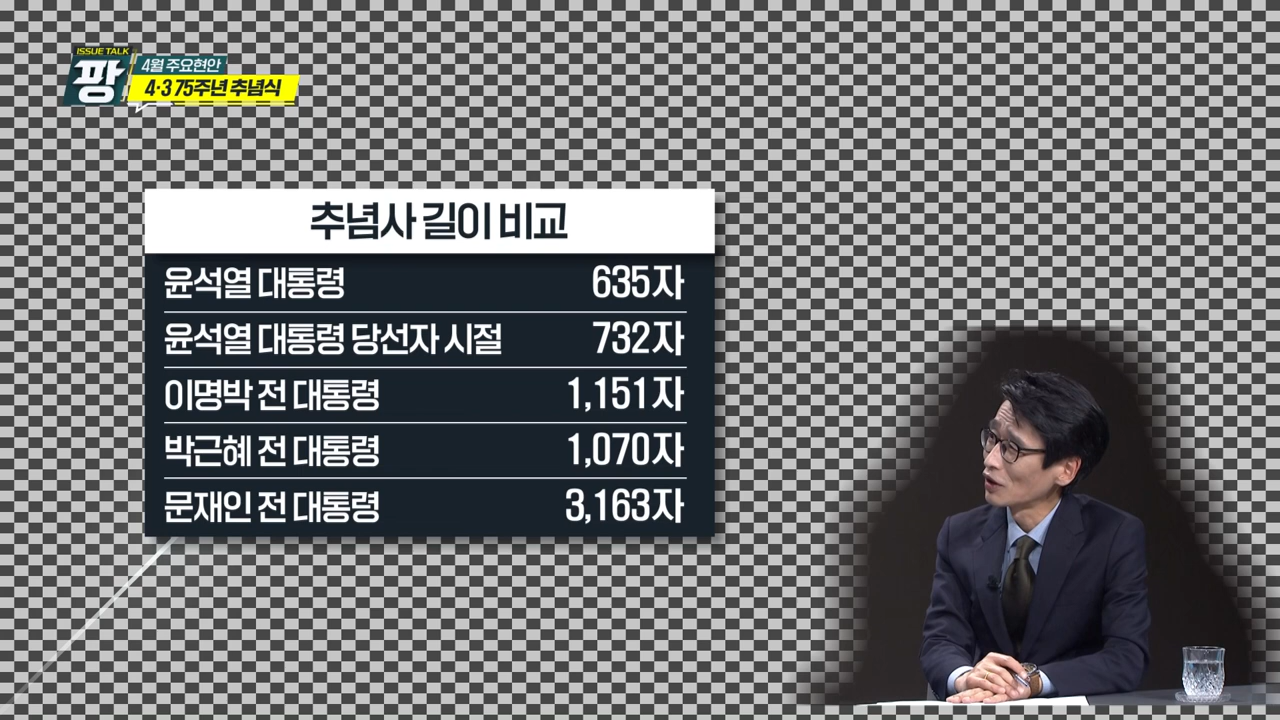 ISSUE TALK
팡
4월 주요현안
4·3 75주년 추념식
추념사 길이 비교
윤석열 대통령 635자
윤석열 대통령 당선자 시절 732자
이명박 전 대통령 1,151자
박근혜 전 대통령 1,070자
문재인 전 대통령 3,163자